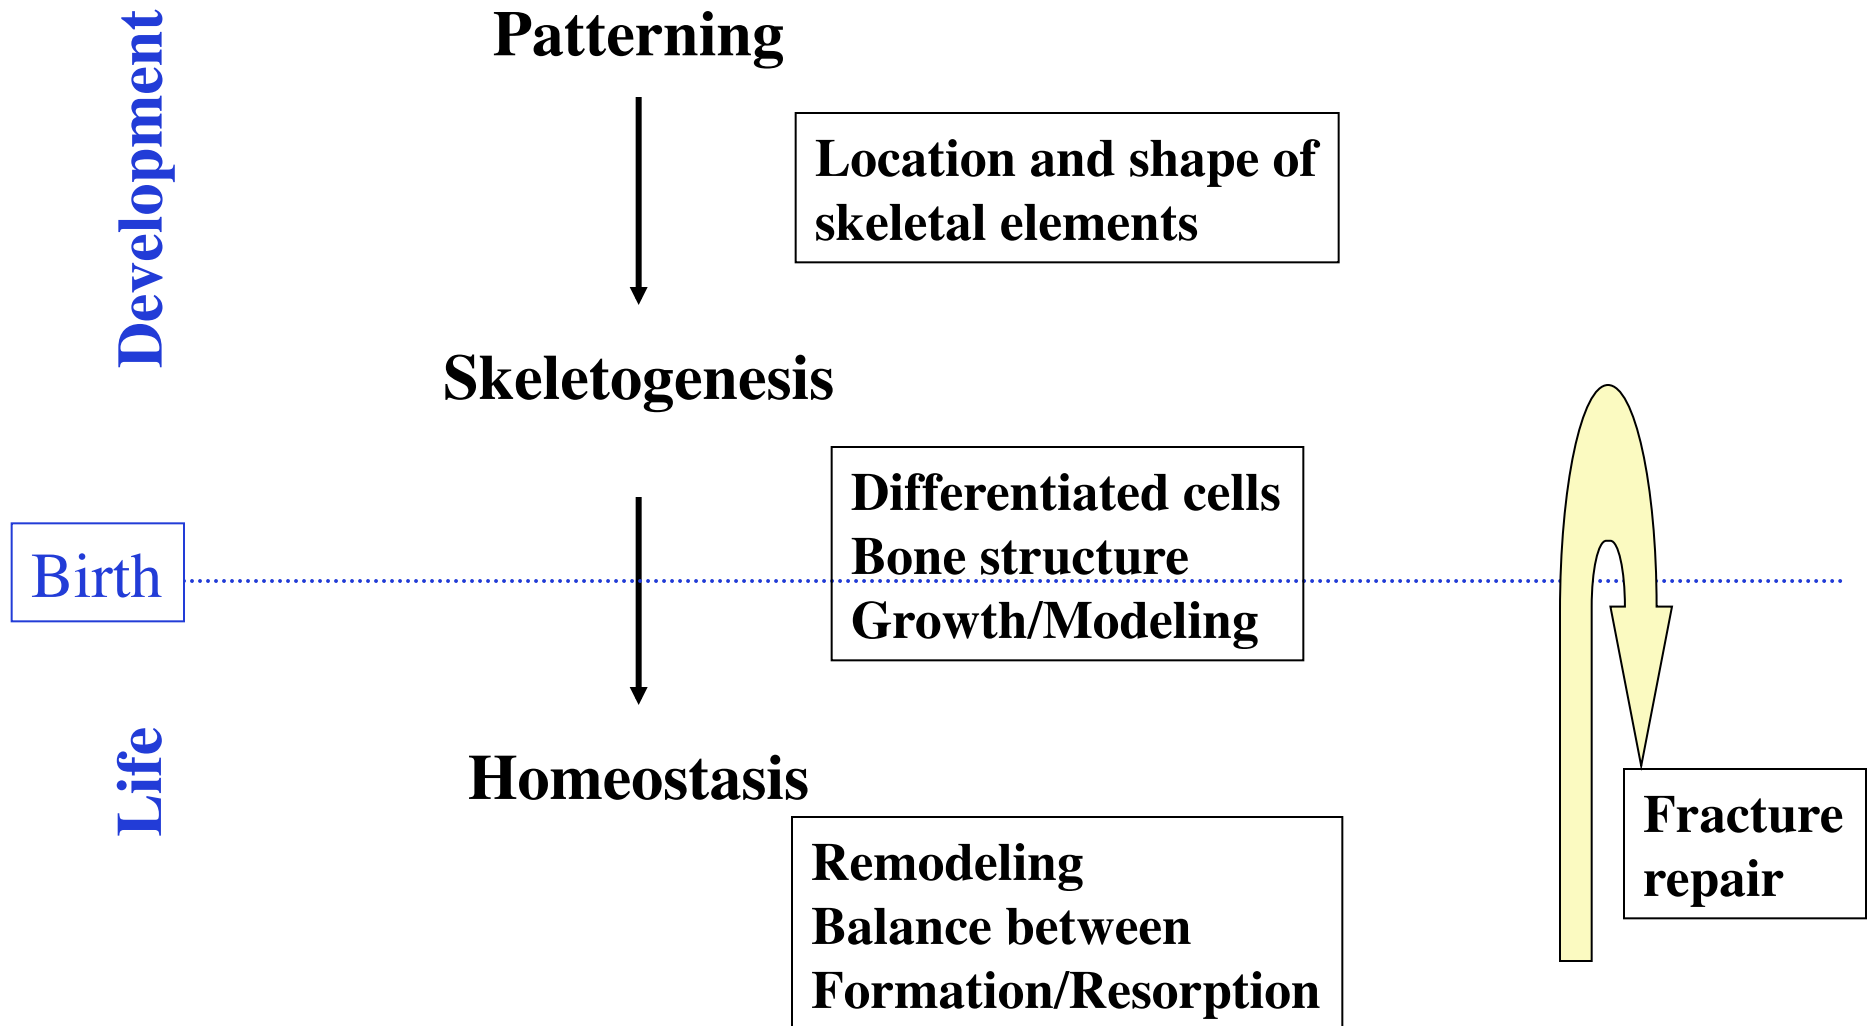 Development
Patterning
Location and shape of
skeletal elements
Skeletogenesis
Differentiated cells
Bone structure
Growth/Modeling
Birth
Life
Homeostasis
Remodeling
Balance between
Formation/Resorption
Fracture
repair